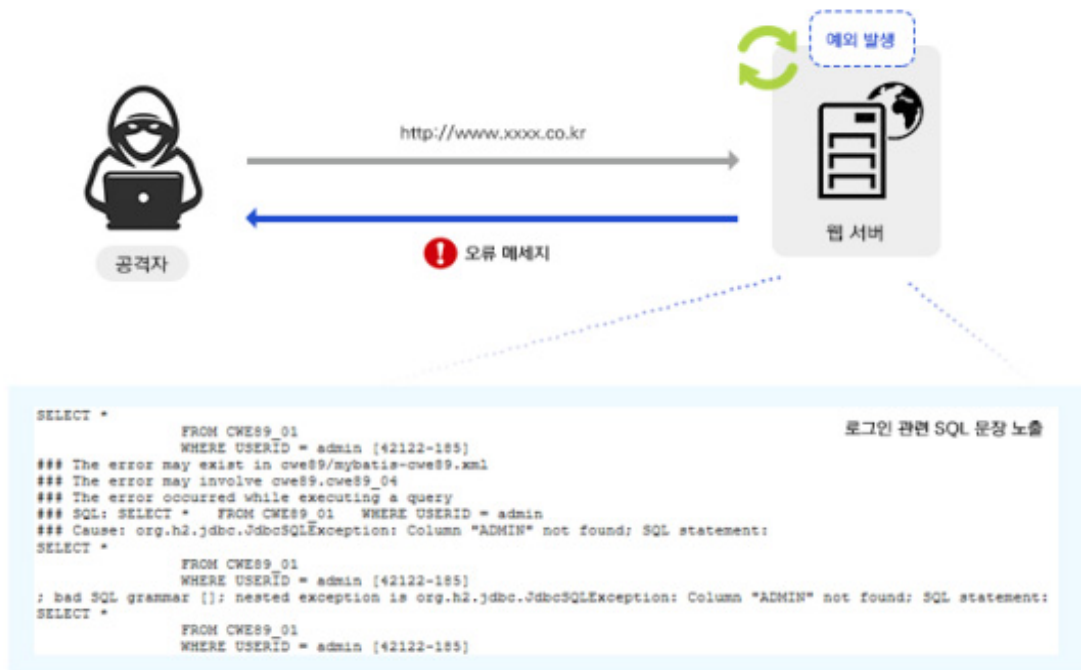 예외 발생
http://www.xxxx.co.kr
웹 서버
오류 메세지
공격자
로그인 관련 SQL 문장 노출
SELECT *
FROM CWE89_01
WHERE USERID = admin [42122-185]
### The error may exist in cwe89/mybatis-cwe89.xml
### The error may involve cwe89.cwe89_04
### The error occurred while executing a query
### SQL: SELECT * FROM CWE89_01 WHERE USERID = admin
### Cause: org.h2.jdbc.JdbcSQLException: Column "ADMIN" not found; SQL statement:
SELECT *
FROM CWE89_01
WHERE USERID = admin [42122-185]
; bad SQL grammar []; nested exception is org.h2.jdbc.JdbcSQLException: Column "ADMIN" not found; SQL statement:
SELECT *
FROM CWE89_01
WHERE USERID = admin [42122-185]